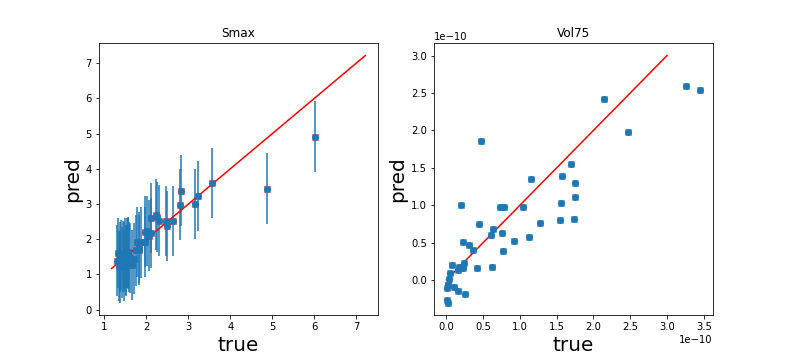 Smax
Vol75
1e−10
7
6
5
4
3
2
1
0
pred
1 2 3 4 5 6 7
true
3.0
2.5
2.0
1.5
1.0
0.5
0.0
pred
0.0 0.5 1.0 1.5 2.0 2.5 3.0 3.5
1e−10
true